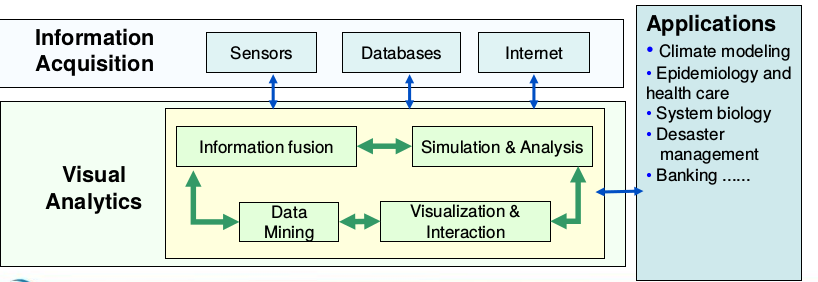 Information
Acquisition
Sensors
Databases
Internet
Visual
Analytics
Information fusion
Simulation & Analysis
Data
Mining
Visualization &
Interaction
Applications
• Climate modeling
• Epidemiology and
health care
• System biology
• Desaster
management
• Banking ......